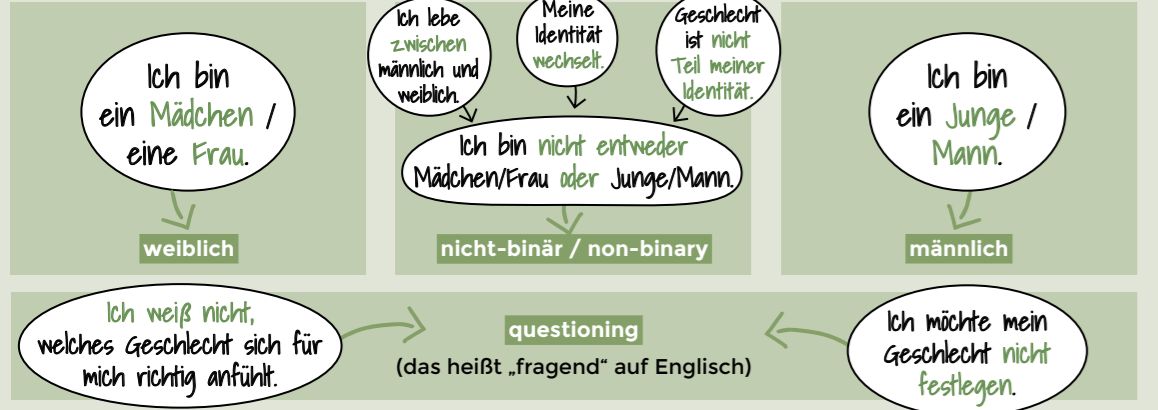 Ich bin
ein Mädchen /
eine Frau.
weiblich
Ich lebe
zwischen
männlich und
weiblich.
Meine
Identität
wechselt.
Geschlecht
ist nicht
Teil meiner
Identität.
Ich bin nicht entweder
Mädchen/Frau oder Junge/Mann.
nicht-binär / non-binary
Ich bin
ein Junge /
Mann.
männlich
Ich weiß nicht,
welches Geschlecht sich für
mich richtig anfühlt.
questioning
(das heißt „fragend“ auf Englisch)
Ich möchte mein
Geschlecht nicht
festlegen.